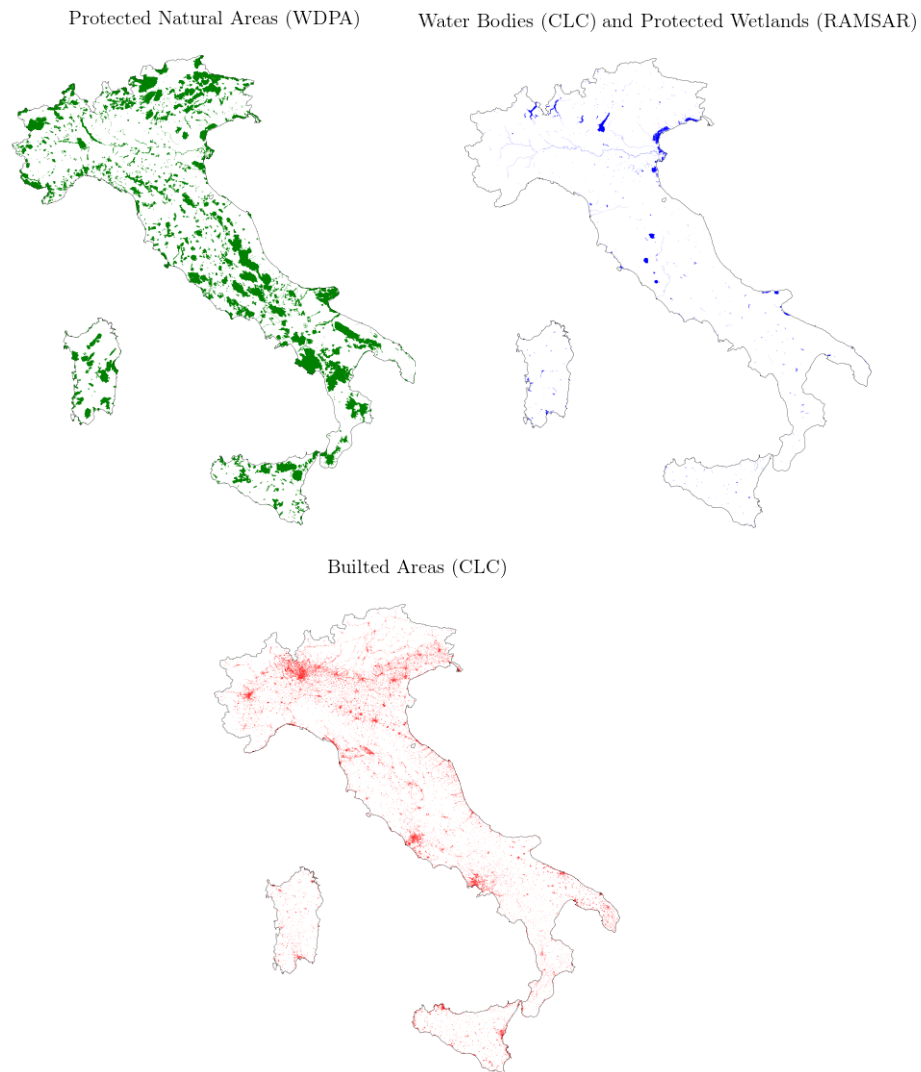 Protected Natural Areas (WDPA)
Water Bodies (CLC) and Protected Wetlands (RAMSAR)
Builted Areas (CLC)